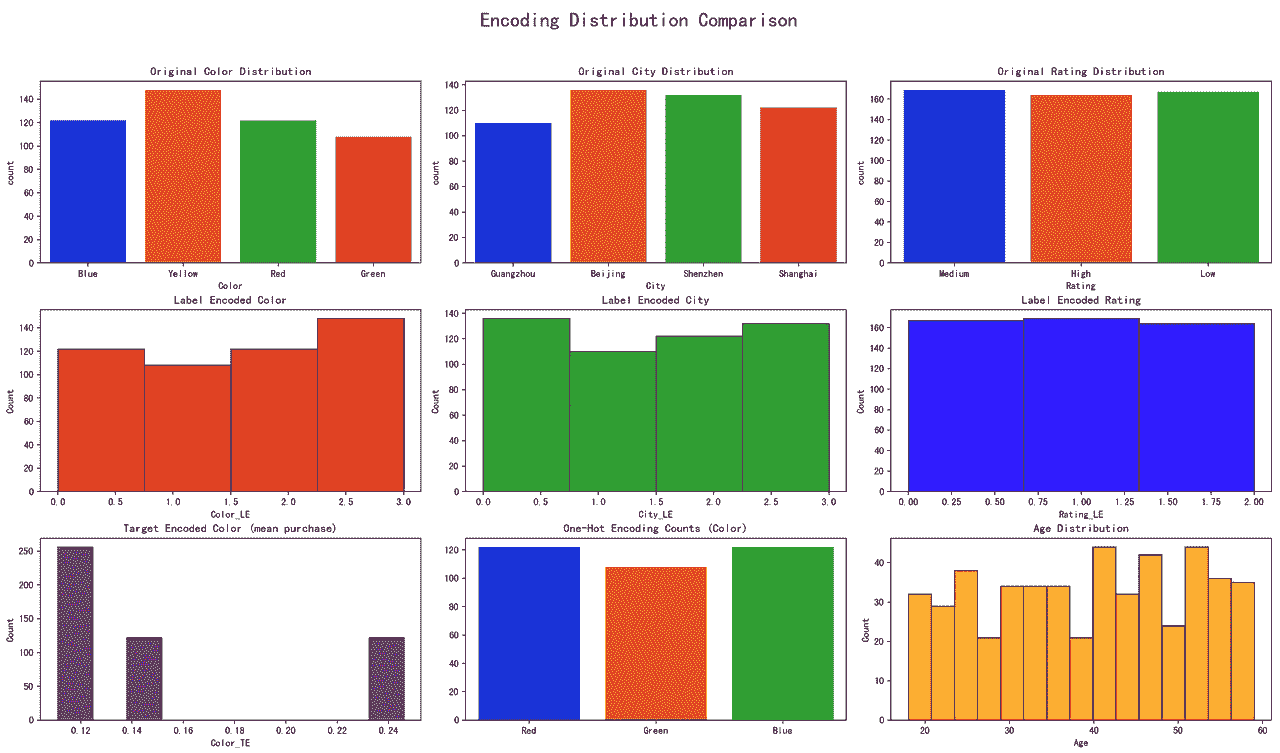 Encoding Distribution Comparison
Original Color Distribution
count
140
120
100
80
60
40
20
0
Blue Yellow Red Green
Color
Original City Distribution
count
140
120
100
80
60
40
20
0
Guangzhou Beijing Shenzhen Shanghai
City
Original Rating Distribution
count
160
140
120
100
80
60
40
20
0
Medium High Low
Rating
Label Encoded Color
Count
140
120
100
80
60
40
20
0
0.0 0.5 1.0 1.5 2.0 2.5 3.0
Color_LE
Label Encoded City
Count
140
120
100
80
60
40
20
0
0.0 0.5 1.0 1.5 2.0 2.5 3.0
City_LE
Label Encoded Rating
Count
160
140
120
100
80
60
40
20
0
0.00 0.25 0.50 0.75 1.00 1.25 1.50 1.75 2.00
Rating_LE
Target Encoded Color (mean purchase)
Count
250
200
150
100
50
0
0.12 0.14 0.16 0.18 0.20 0.22 0.24
Color_TE
One-Hot Encoding Counts (Color)
120
100
80
60
40
20
0
Red Green Blue
Age Distribution
Count
40
30
20
10
0
20 30 40 50 60
Age